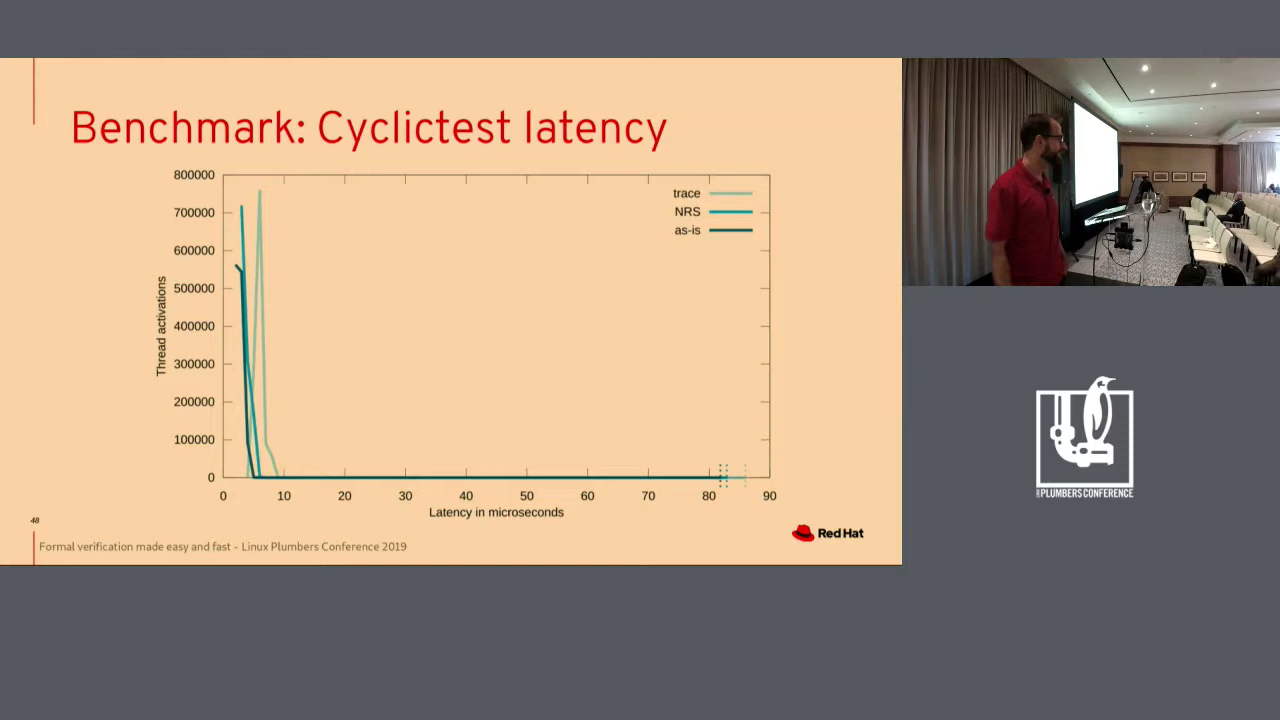 Benchmark: Cyclictest latency
800000
700000
600000
500000
400000
300000
200000
100000
0
Thread activations
trace
NRS
as-is
0 10 20 30 40 50 60 70 80 90
Latency in microseconds
48
Formal verification made easy and fast - Linux Plumbers Conference 2019
Red Hat
PLUMBERS CONFERENCE